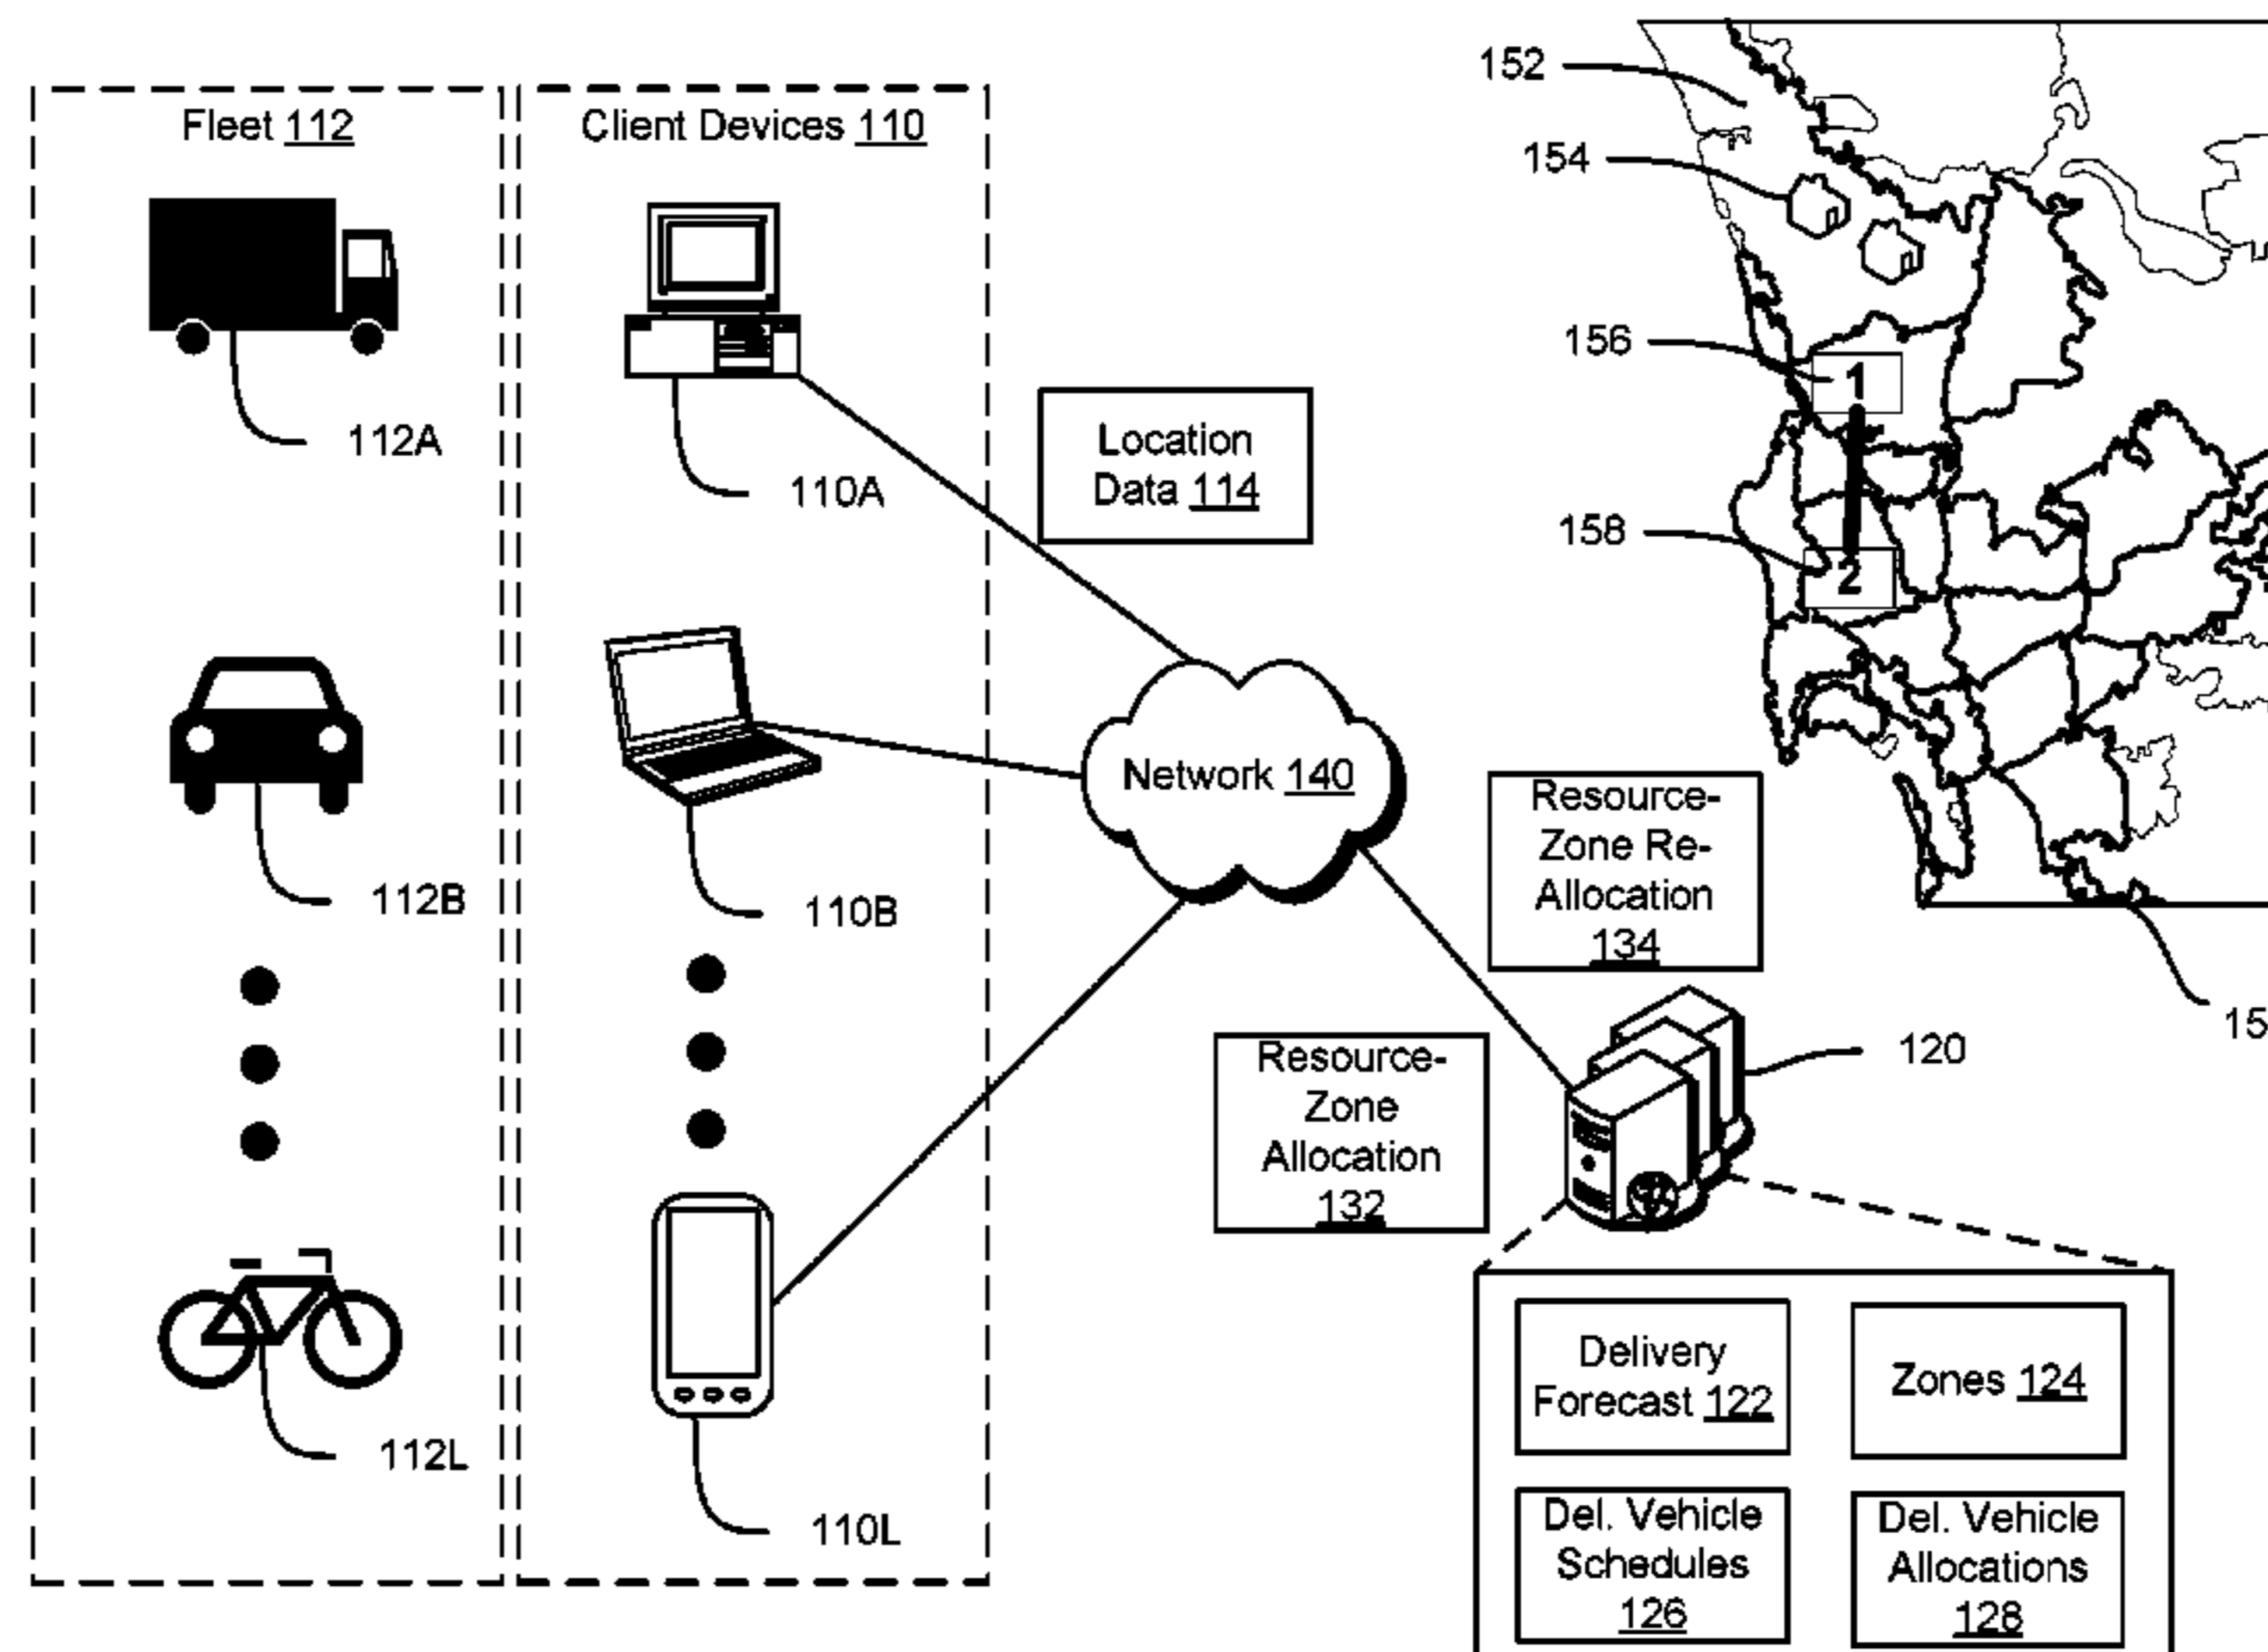 Fleet 112
112A
112B
112L
Client Devices 110
110A
110B
110L
Location
Data 114
Network 140
152
154
156
1
158
2
15
Resource-
Zone Re-
Allocation
134
Resource-
Zone
Allocation
132
120
Delivery
Forecast 122
Zones 124
Del. Vehicle
Schedules
126
Del. Vehicle
Allocations
128